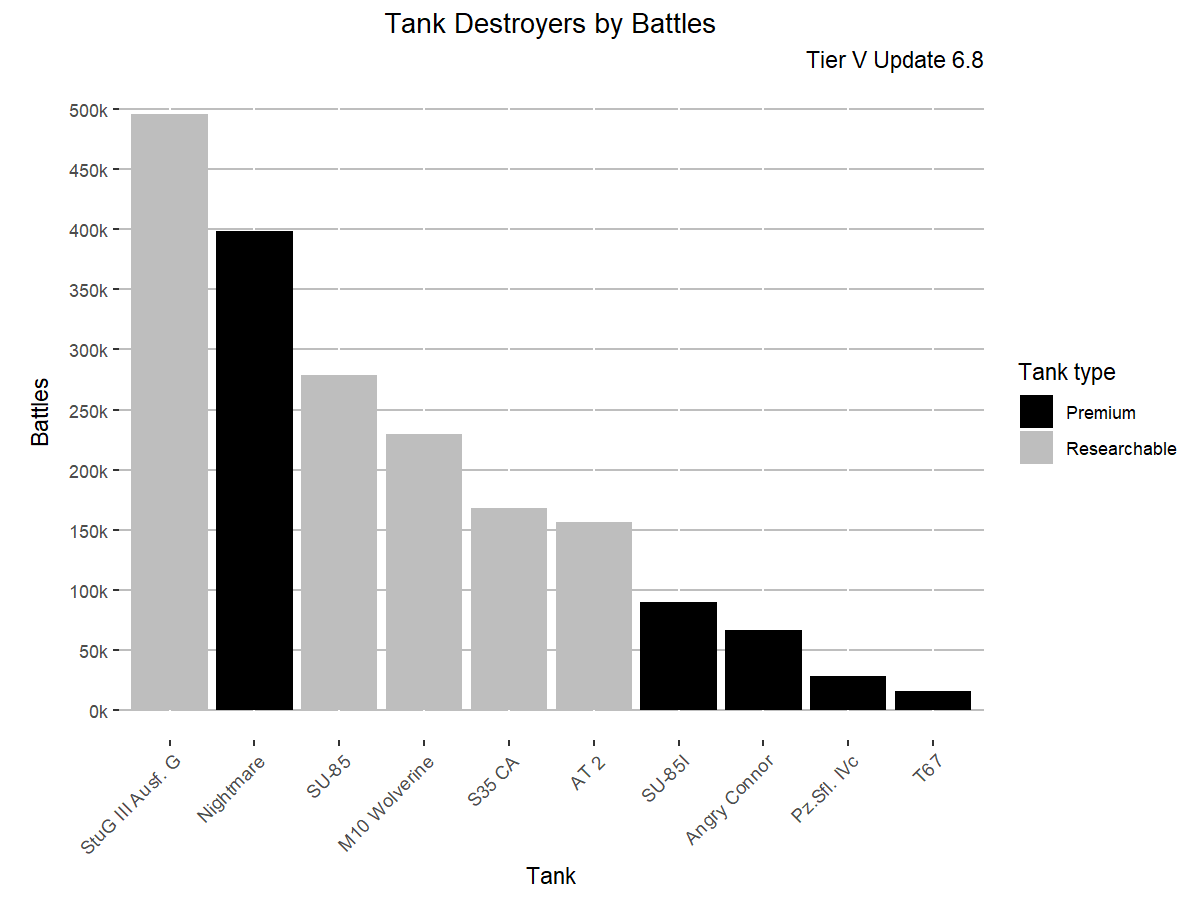 Tank Destroyers by Battles
Tier V Update 6.8
500k
450k
400k
350k
300k
250k
200k
150k
100k
50k
0k
Battles
StuG III Ausf. G
Nightmare
SU-85
M10 Wolverine
S35 CA
AT 2
SU-85I
Angry Connor
Pz.Sfl. IVc
T67
Tank
Tank type
Premium
Researchable